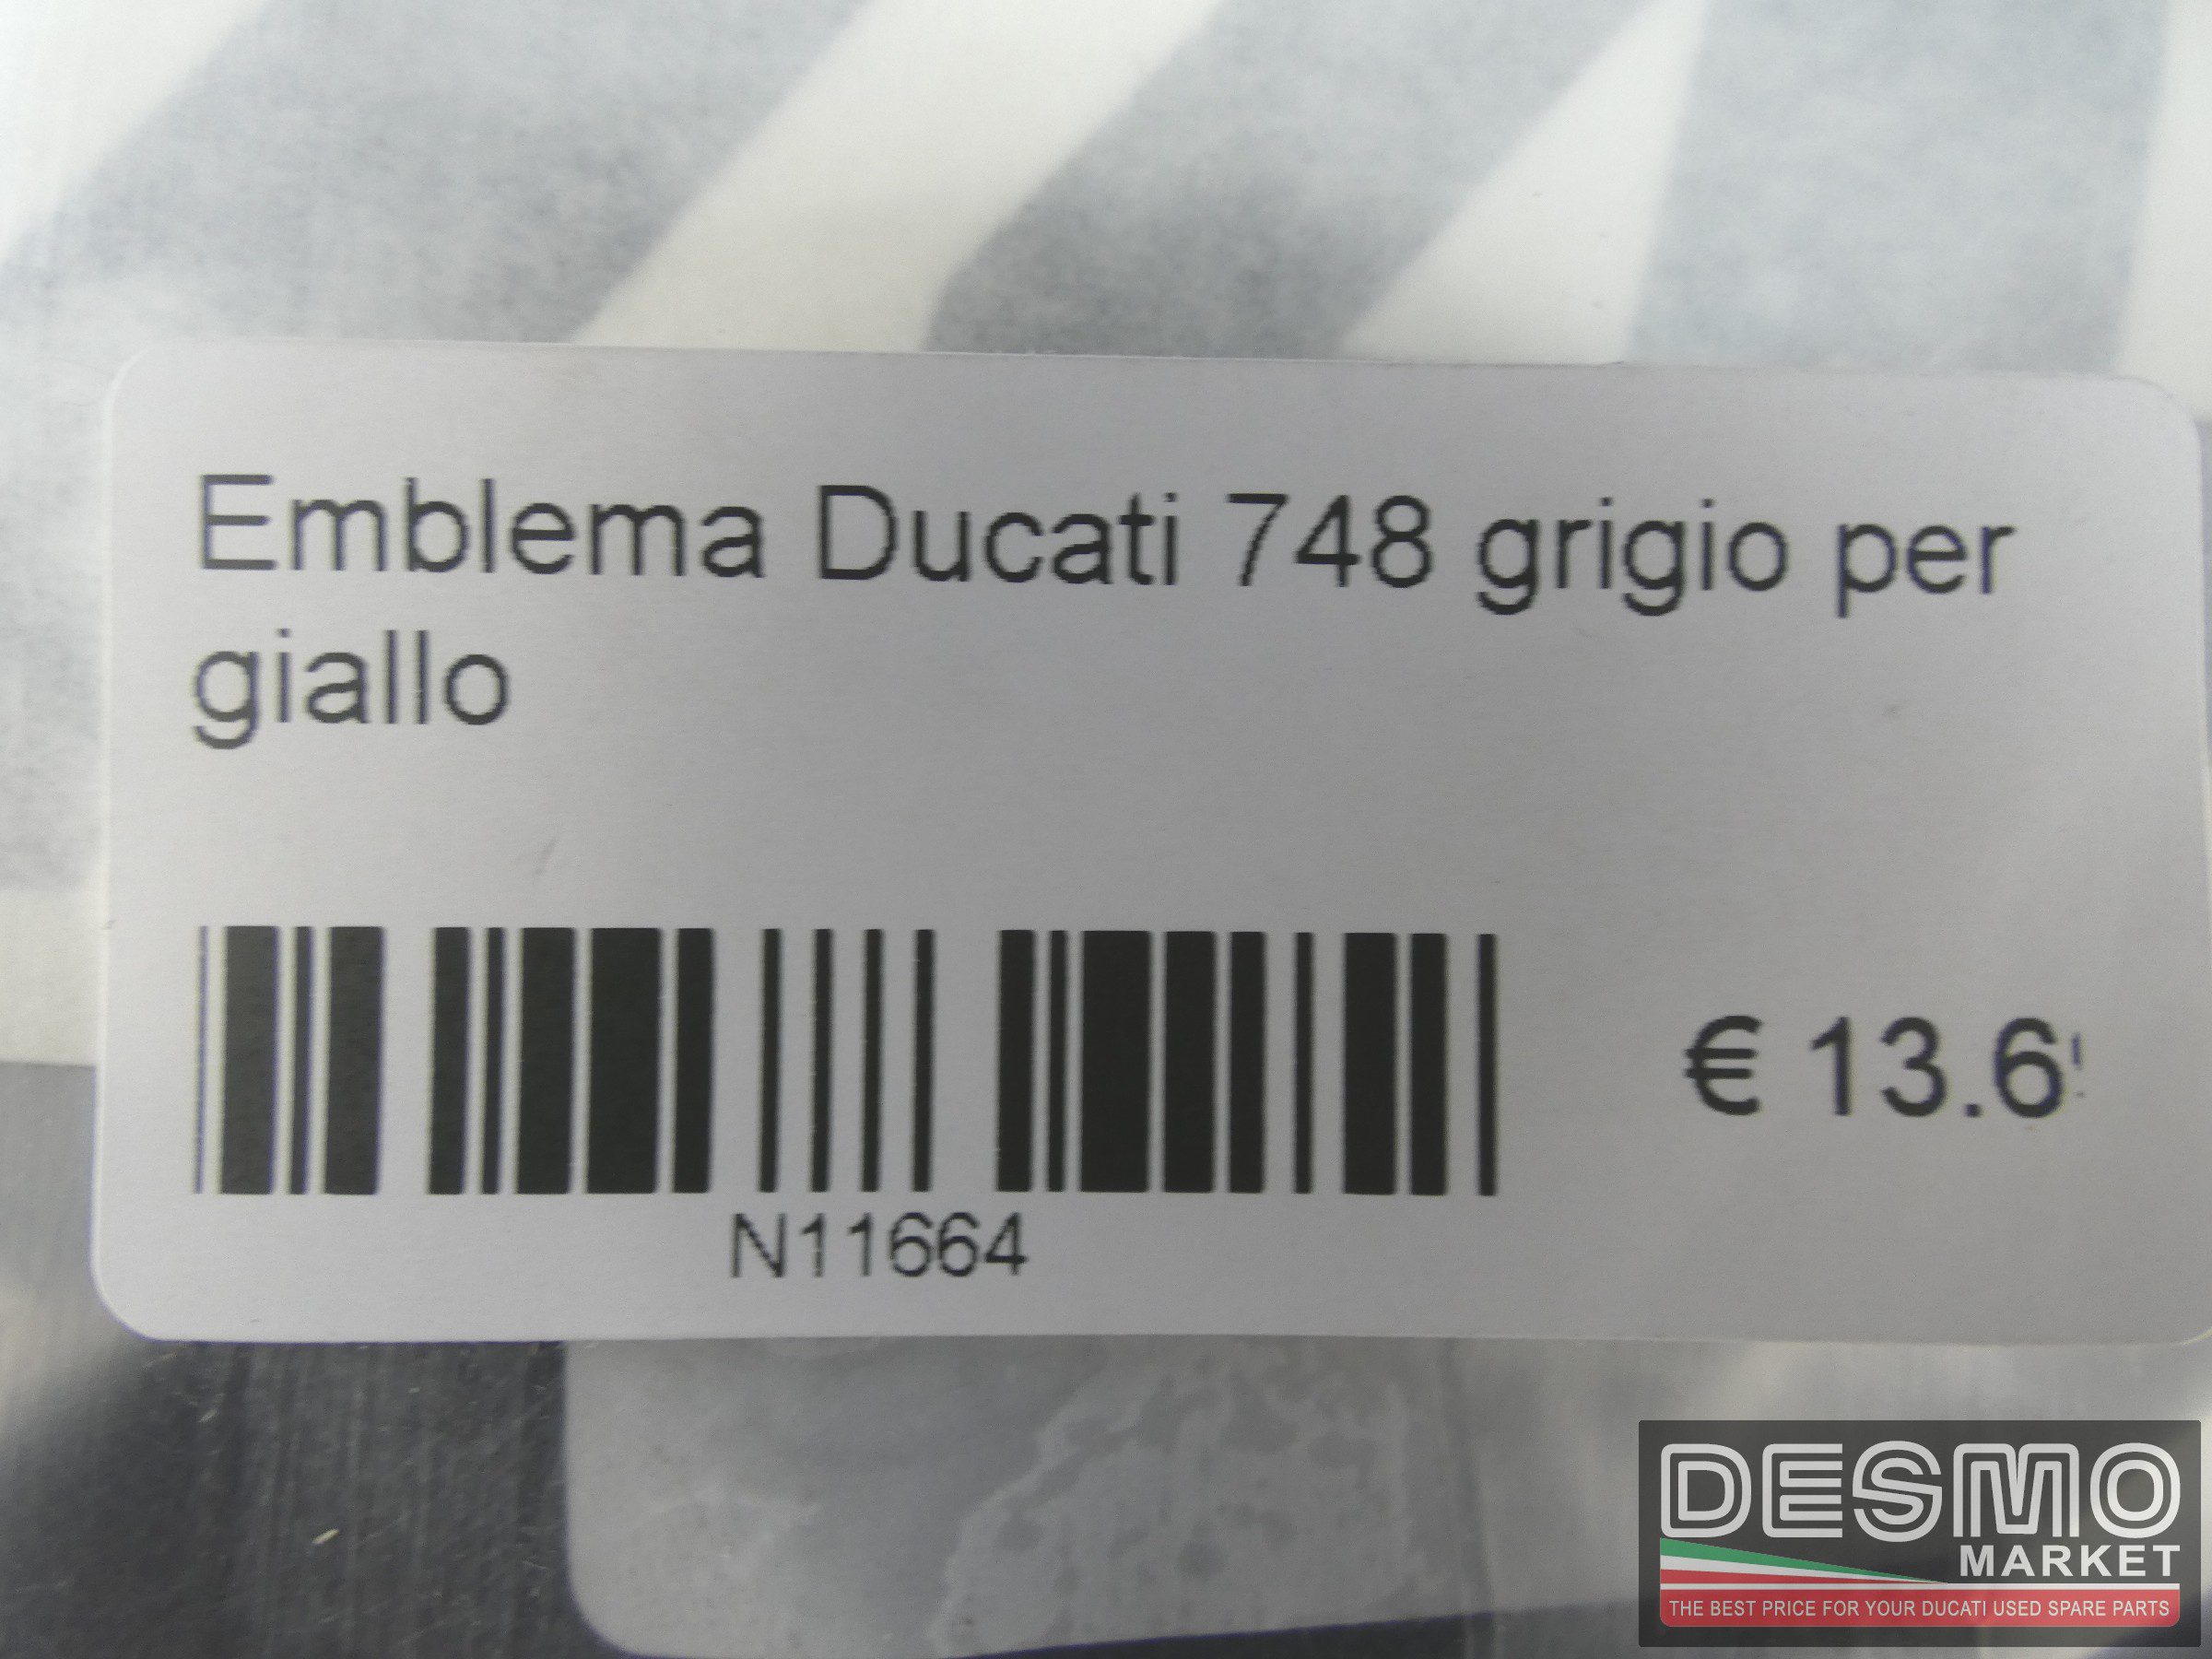 Emblema Ducati 748 grigio per
giallo
€ 13.6
N11664
DESMO
MARKET
THE BEST PRICE FOR YOUR DUCATI USED SPARE PARTS